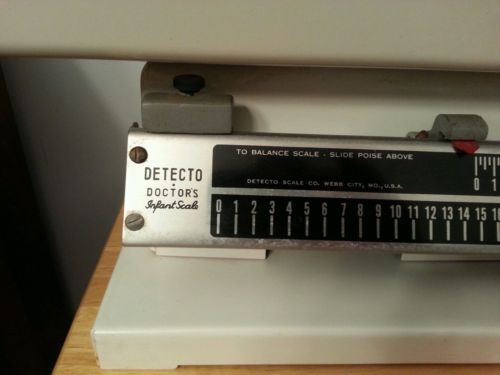 TO BALANCE SCALE - SLIDE POISE ABOVE
DETECTO
DOCTOR'S
Infant Scale
DETECTO SCALE CO. WEBB CITY, MO., U.S.A.
0 1
0 1 2 3 4 5 6 7 8 9 10 11 12 13 14 15 1